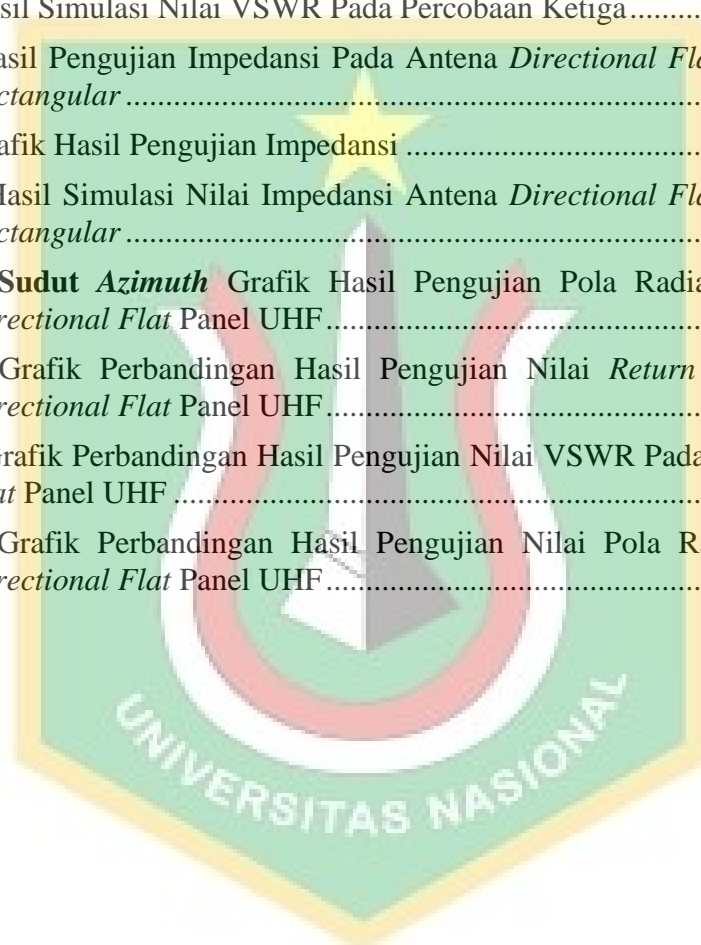 sil Simulasi Nilai VSWR Pada Percobaan Ketiga.........
asil Pengujian Impedansi Pada Antena Directional Fla
ctangular.......................................................................
afik Hasil Pengujian Impedansi.....................................
Hasil Simulasi Nilai Impedansi Antena Directional Fla
ctangular.......................................................................
Sudut Azimuth Grafik Hasil Pengujian Pola Radia
rectional Flat Panel UHF...............................................
Grafik Perbandingan Hasil Pengujian Nilai Return
rectional Flat Panel UHF...............................................
Grafik Perbandingan Hasil Pengujian Nilai VSWR Pada
at Panel UHF..................................................................
Grafik Perbandingan Hasil Pengujian Nilai Pola R
rectional Flat Panel UHF...............................................
UNIVERSITAS NASIONAL